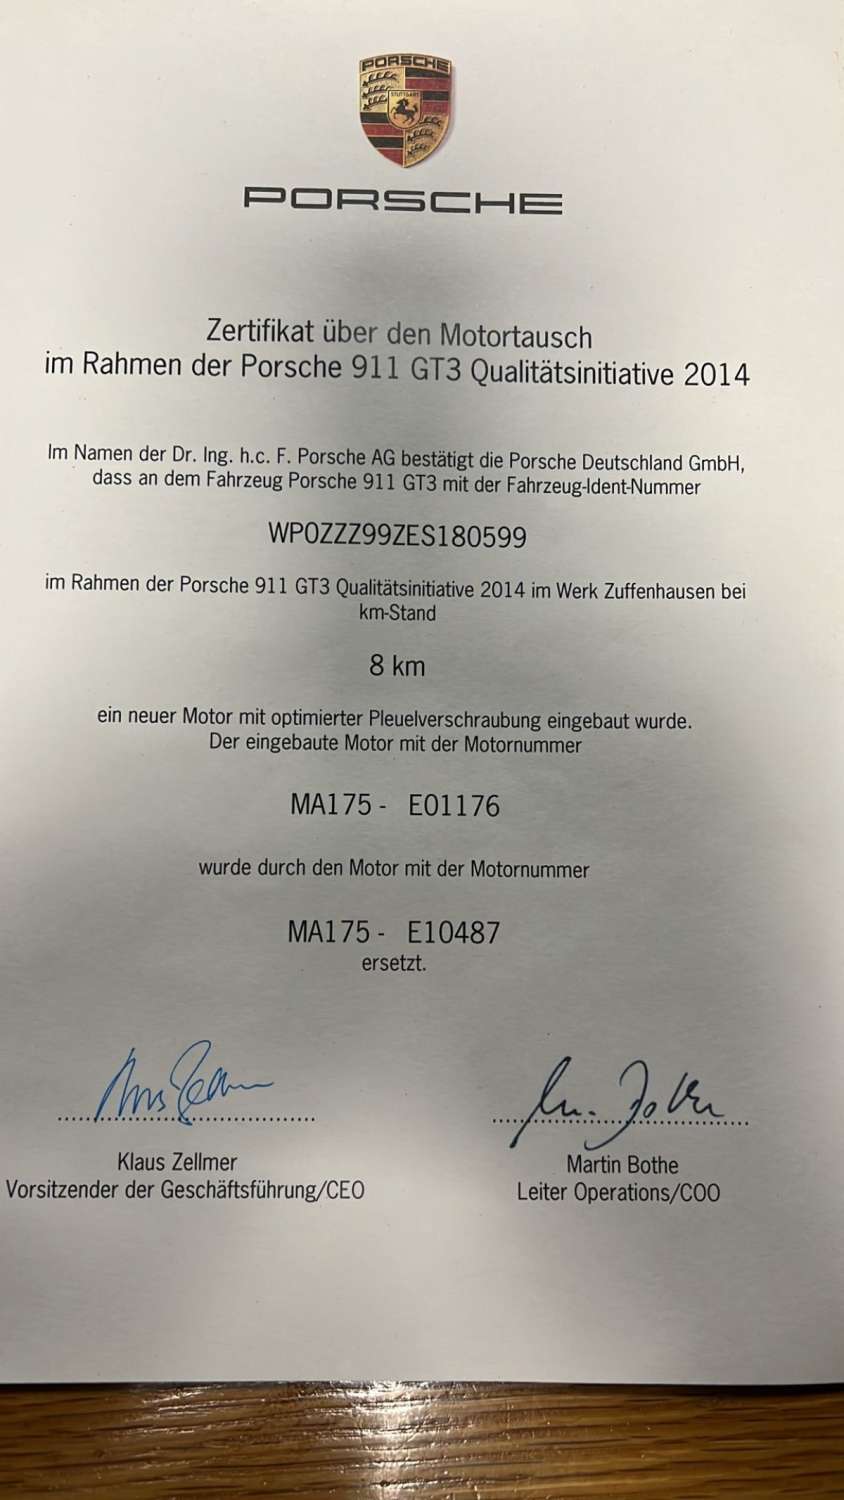 PORSCHE
STUTTGART
PORSCHE
Zertifikat über den Motortausch
im Rahmen der Porsche 911 GT3 Qualitätsinitiative 2014
Im Namen der Dr. Ing. h.c. F. Porsche AG bestätigt die Porsche Deutschland GmbH,
dass an dem Fahrzeug Porsche 911 GT3 mit der Fahrzeug-Ident-Nummer
WP0ZZZ99ZES180599
im Rahmen der Porsche 911 GT3 Qualitätsinitiative 2014 im Werk Zuffenhausen bei
km-Stand
8 km
ein neuer Motor mit optimierter Pleuelverschraubung eingebaut wurde.
Der eingebaute Motor mit der Motornummer
MA175 - E01176
wurde durch den Motor mit der Motornummer
MA175 - E10487
ersetzt.
Klaus Zellmer
Vorsitzender der Geschäftsführung/CEO
Martin Bothe
Leiter Operations/COO